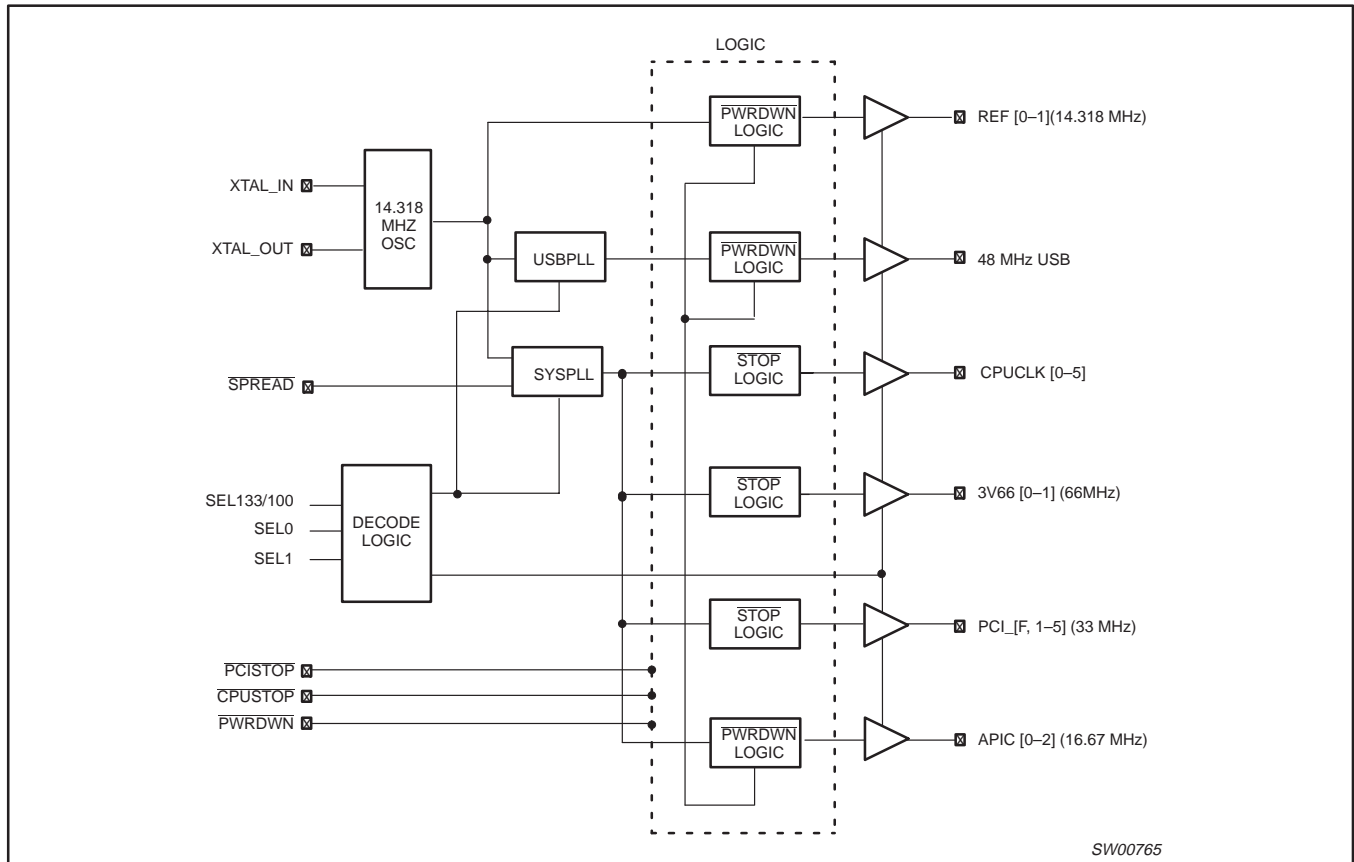 LOGIC
PWRDWN
LOGIC
REF [0–1](14.318 MHz)
XTAL_IN
14.318
MHZ
OSC
XTAL_OUT
USBPLL
PWRDWN
LOGIC
48 MHz USB
SPREAD
SYSPLL
STOP
LOGIC
CPUCLK [0–5]
SEL133/100
SEL0
SEL1
DECODE
LOGIC
STOP
LOGIC
3V66 [0–1] (66MHz)
STOP
LOGIC
PCI_[F, 1–5] (33 MHz)
PCISTOP
CPUSTOP
PWRDWN
PWRDWN
LOGIC
APIC [0–2] (16.67 MHz)
SW00765